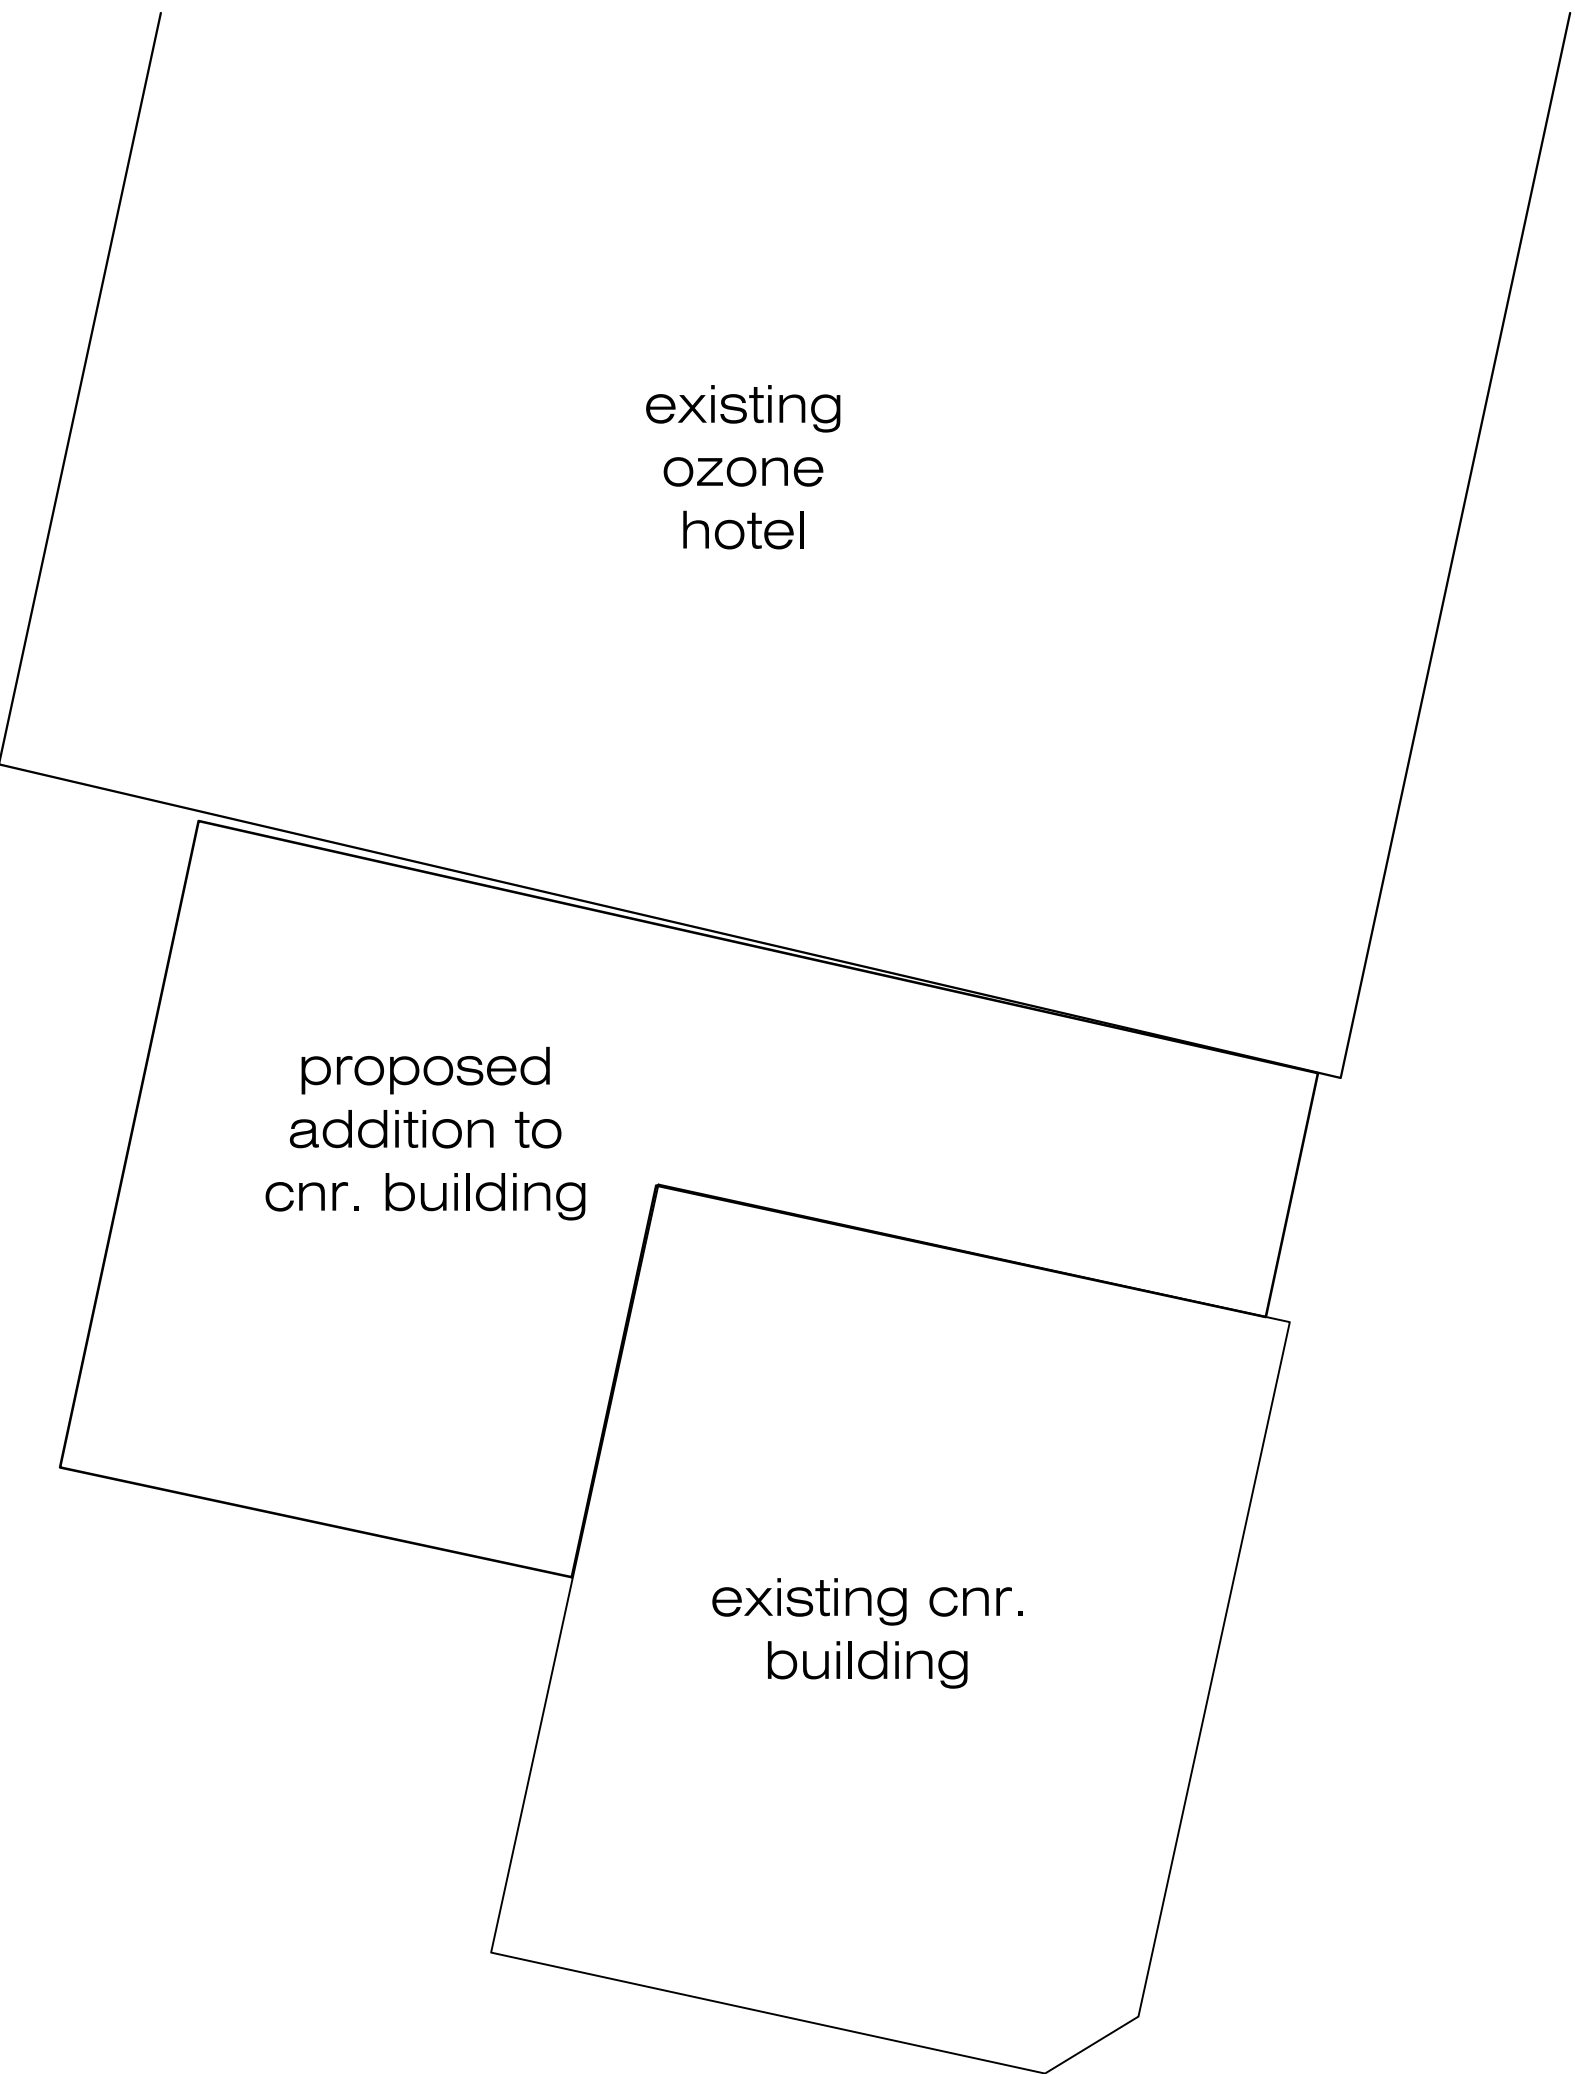 existing
ozone
hotel
proposed
addition to
cnr. building
existing cnr.
building